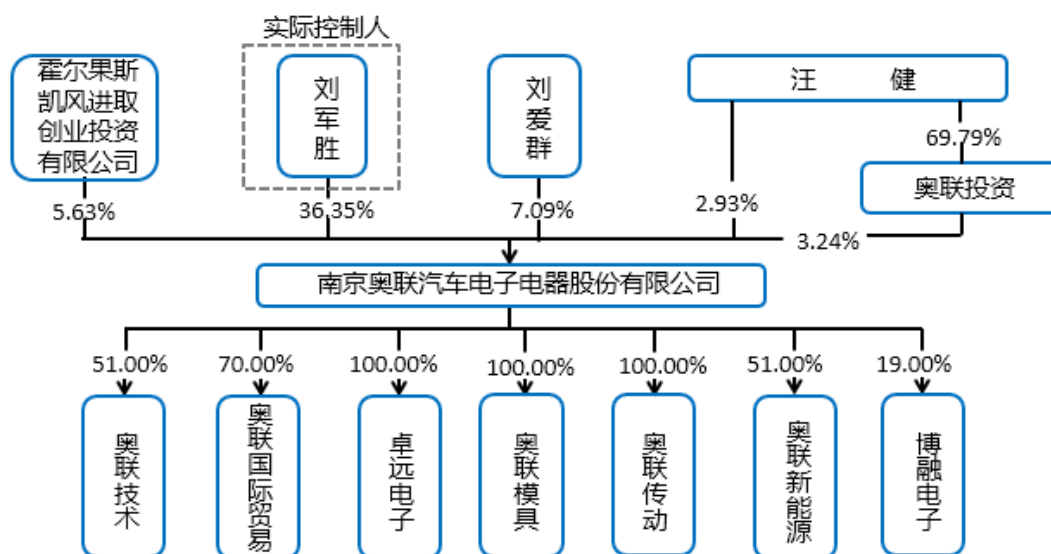 实际控制人
霍尔果斯
凯风进取
创业投资
有限公司
刘军胜
刘爱群
汪 健
69.79%
奥联投资
5.63%
36.35%
7.09%
2.93%
3.24%
南京奥联汽车电子电器股份有限公司
51.00%
70.00%
100.00%
100.00%
100.00%
51.00%
19.00%
奥联技术
奥联国际贸易
卓远电子
奥联模具
奥联传动
奥联新能源
博融电子